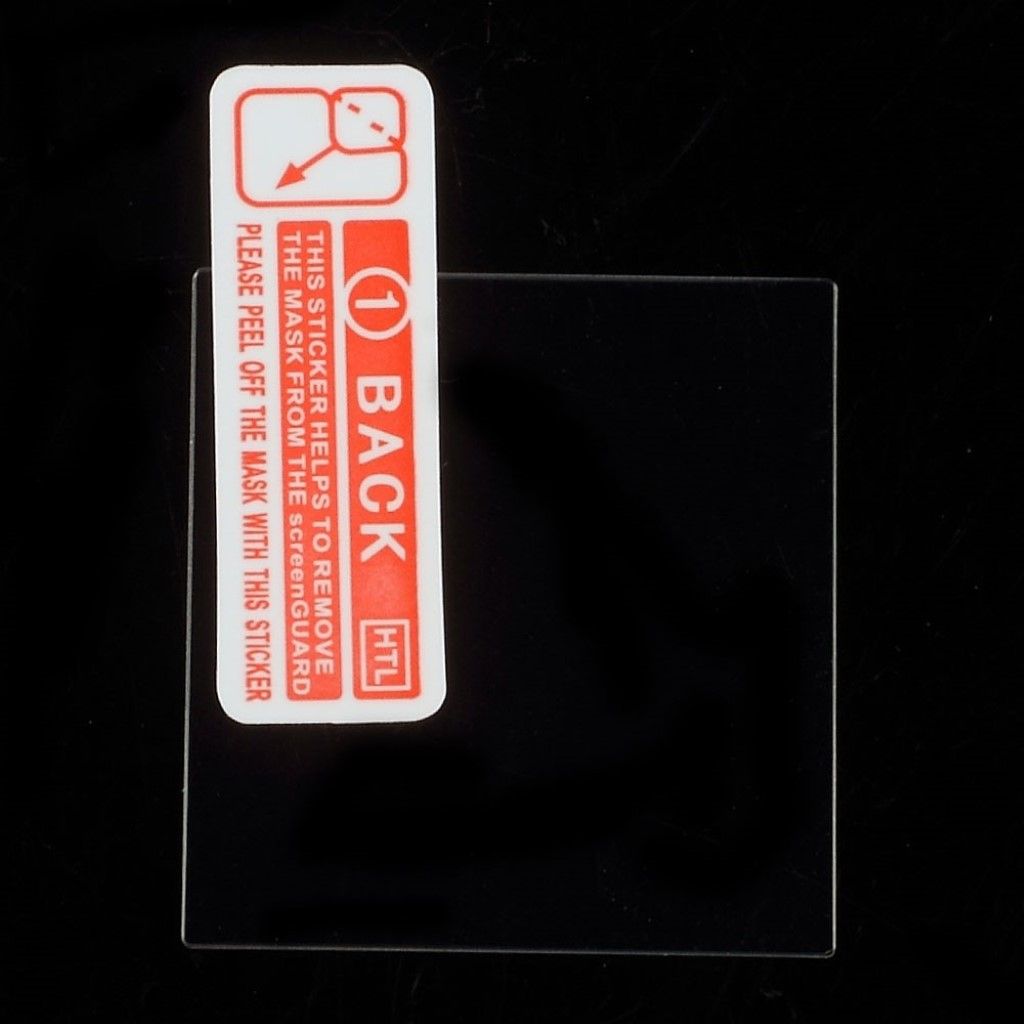 1 BACK HTL
THIS STICKER HELPS TO REMOVE
THE MASK FROM THE screenGUARD
PLEASE PEEL OFF THE MASK WITH THIS STICKER